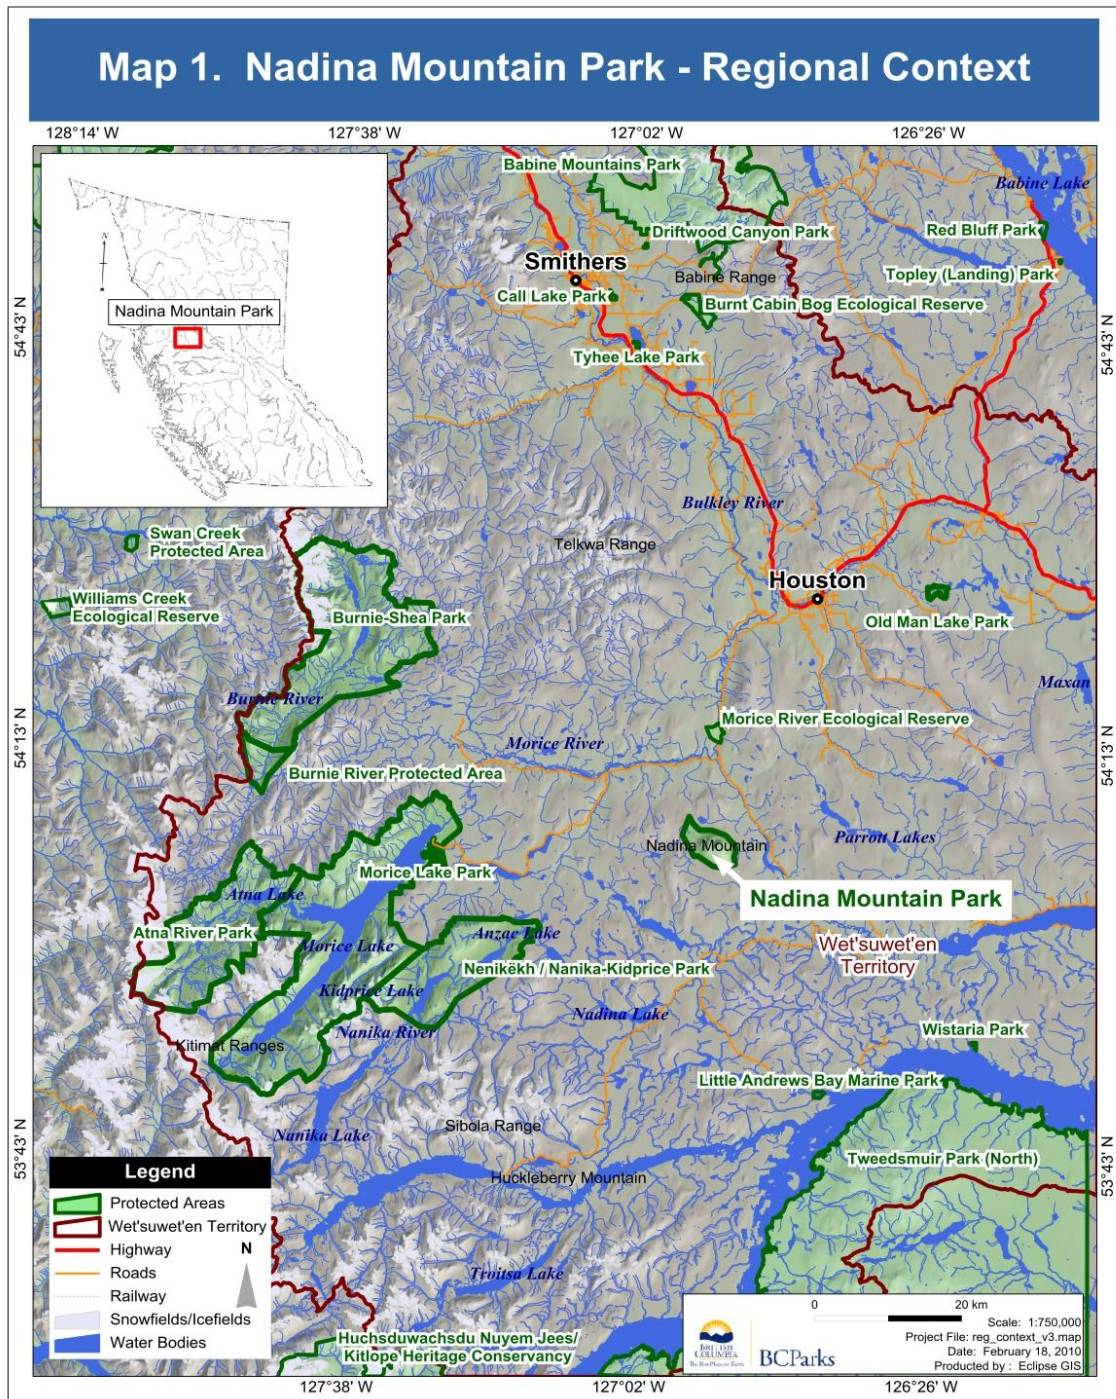 Map 1. Nadina Mountain Park - Regional Context
128°14' W
127°38' W
127°02' W
126°26' W
Babine Mountains Park
Babine Lake
Driftwood Canyon Park
Red Bluff Park
N
Smithers
Babine Range
Topley (Landing) Park
Call Lake Park
Burnt Cabin Bog Ecological Reserve
Nadina Mountain Park
54°43' N
54°43' N
Tyhee Lake Park
Bulkley River
Swan Creek
Protected Area
Telkwa Range
Houston
Williams Creek
Ecological Reserve
Burnie-Shea Park
Old Man Lake Park
Burnie River
Maxan
Morice River Ecological Reserve
54°13' N
54°13' N
Morice River
Burnie River Protected Area
Parrott Lakes
Nadina Mountain
Morice Lake Park
Atna Lake
Nadina Mountain Park
Atna River Park
Anzac Lake
Morice Lake
Wet'suwet'en
Territory
Nenikëkh / Nanika-Kidprice Park
Kidprice Lake
Nadina Lake
Nanika River
Wistaria Park
Kitimat Ranges
Little Andrews Bay Marine Park
Sibola Range
Nanika Lake
53°43' N
53°43' N
Tweedsmuir Park (North)
Huckleberry Mountain
Legend
Protected Areas
Wet'suwet'en Territory
Highway
N
Roads
Railway
Snowfields/Icefields
Water Bodies
Troitsa Lake
Huchsduwachsdu Nuyem Jees/
Kitlope Heritage Conservancy
0 20 km
Scale: 1:750,000
Project File: reg_context_v3.map
Date: February 18, 2010
Produced by : Eclipse GIS
BRITISH
COLUMBIA
The Best Place on Earth
BCParks
127°38' W
127°02' W
126°26' W